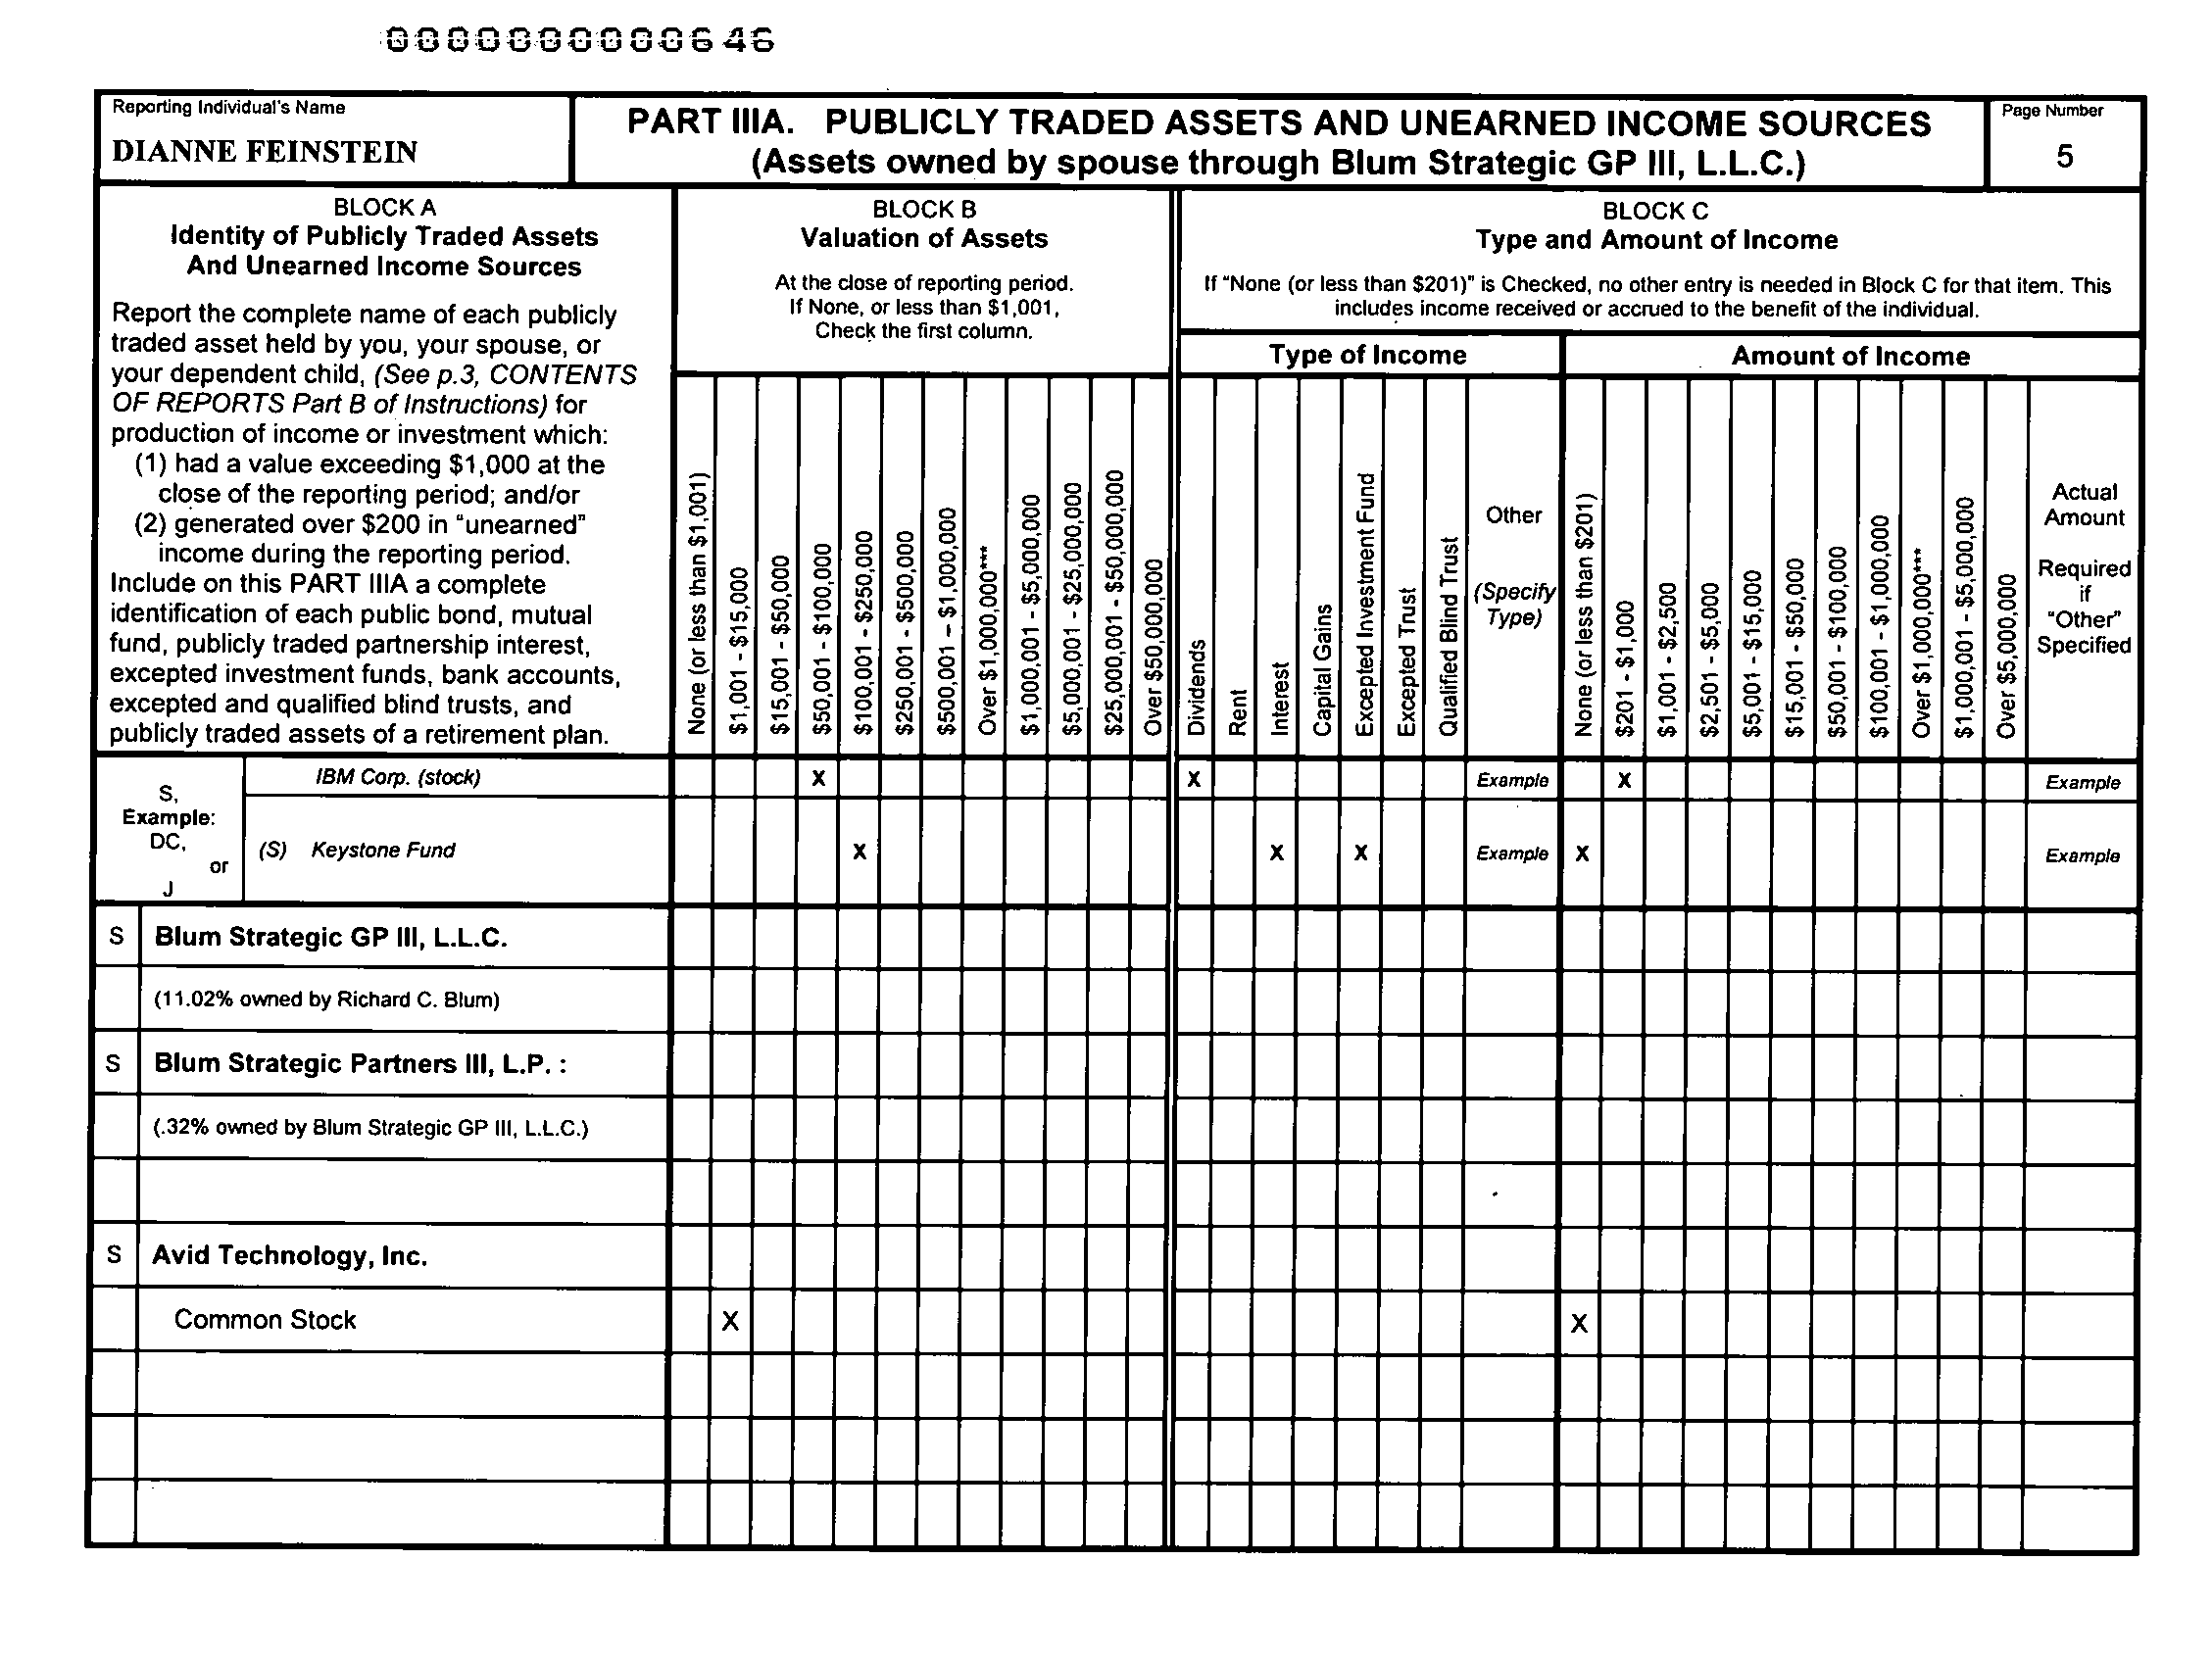 0000000000646
Reporting Individual's Name
DIANNE FEINSTEIN
PART IIIA. PUBLICLY TRADED ASSETS AND UNEARNED INCOME SOURCES
(Assets owned by spouse through Blum Strategic GP III, L.L.C.)
Page Number
5
BLOCK A
Identity of Publicly Traded Assets
And Unearned Income Sources
Report the complete name of each publicly
traded asset held by you, your spouse, or
your dependent child, (See p.3, CONTENTS
OF REPORTS Part B of Instructions) for
production of income or investment which:
(1) had a value exceeding $1,000 at the
close of the reporting period; and/or
(2) generated over $200 in "unearned"
income during the reporting period.
Include on this PART IIIA a complete
identification of each public bond, mutual
fund, publicly traded partnership interest,
excepted investment funds, bank accounts,
excepted and qualified blind trusts, and
publicly traded assets of a retirement plan.
BLOCK B
Valuation of Assets
At the close of reporting period.
If None, or less than $1,001,
Check the first column.
BLOCK C
Type and Amount of Income
If "None (or less than $201)" is Checked, no other entry is needed in Block C for that item. This
includes income received or accrued to the benefit of the individual.
Type of Income
Amount of Income
None (or less than $1,001)
$1,001 - $15,000
$15,001 - $50,000
$50,001 - $100,000
$100,001 - $250,000
$250,001 - $500,000
$500,001 - $1,000,000
Over $1,000,000***
$1,000,001 - $5,000,000
$5,000,001 - $25,000,000
$25,000,001 - $50,000,000
Over $50,000,000
Dividends
Rent
Interest
Capital Gains
Excepted Investment Fund
Excepted Trust
Qualified Blind Trust
Other
(Specify
Type)
None (or less than $201)
$201 - $1,000
$1,001 - $2,500
$2,501 - $5,000
$5,001 - $15,000
$15,001 - $50,000
$50,001 - $100,000
$100,001 - $1,000,000
Over $1,000,000***
$1,000,001 - $5,000,000
Over $5,000,000
Actual
Amount
Required
if
"Other"
Specified
S,
Example:
DC,
or
J
IBM Corp. (stock) X X Example X Example
(S) Keystone Fund X X X Example X Example
S Blum Strategic GP III, L.L.C.
(11.02% owned by Richard C. Blum)
S Blum Strategic Partners III, L.P. :
(.32% owned by Blum Strategic GP III, L.L.C.)
S Avid Technology, Inc.
Common Stock X X